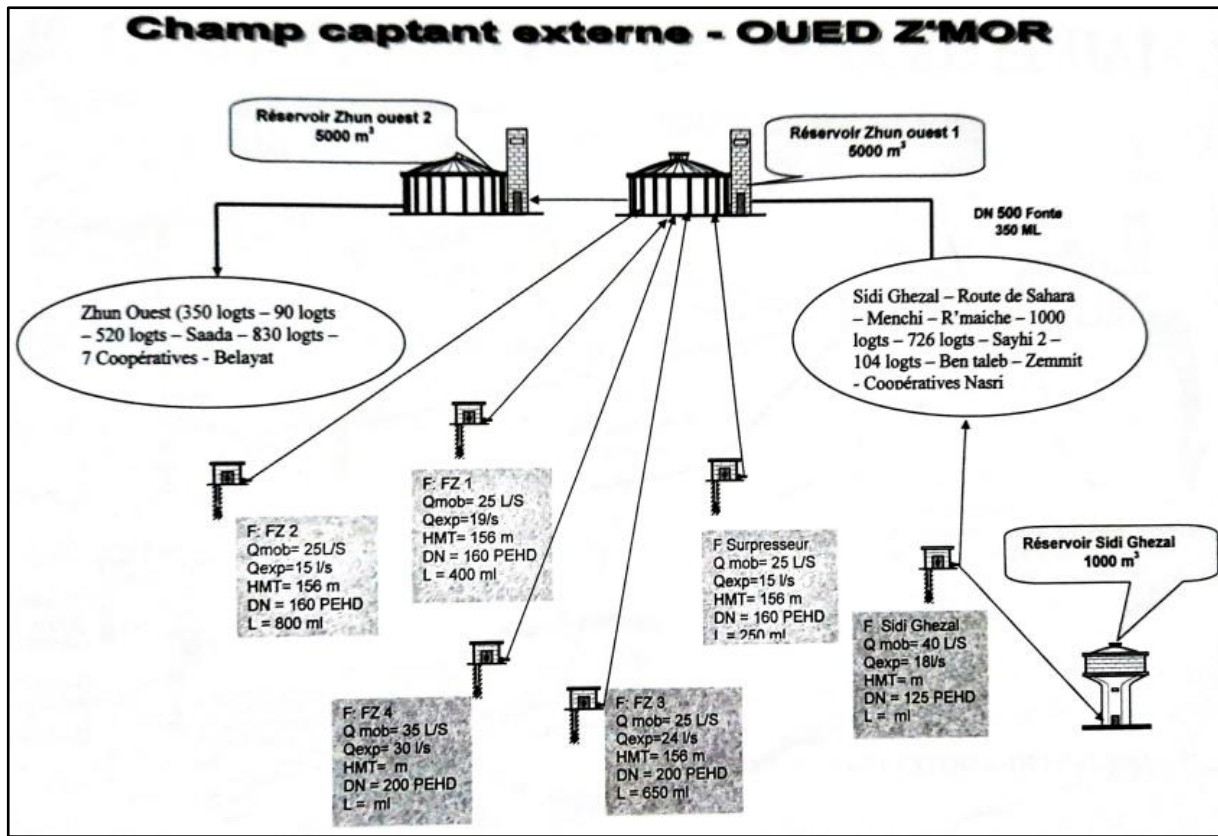 Champ captant externe - OUED Z'MOR
Réservoir Zhun ouest 2
5000 m³
Réservoir Zhun ouest 1
5000 m³
DN 500 Fonte
350 ML
Zhun Ouest (350 logts – 90 logts
– 520 logts – Saada – 830 logts –
7 Coopératives - Belayat
Sidi Ghezal – Route de Sahara
– Menchi – R'maiche – 1000
logts – 726 logts – Sayhi 2 –
104 logts – Ben taleb – Zemmit
- Coopératives Nasri
F: FZ 2
Qmob= 25L/S
Qexp=15 l/s
HMT= 156 m
DN = 160 PEHD
L = 800 ml
F: FZ 1
Qmob= 25 L/S
Qexp=19/s
HMT= 156 m
DN = 160 PEHD
L = 400 ml
F Surpresseur
Q mob= 25 L/S
Qexp=15 l/s
HMT= 156 m
DN = 160 PEHD
L = 250 ml
F Sidi Ghezal
Q mob= 40 L/S
Qexp= 18l/s
HMT= m
DN = 125 PEHD
L = ml
Réservoir Sidi Ghezal
1000 m³
F: FZ 4
Q mob= 35 L/S
Qexp= 30 l/s
HMT= m
DN = 200 PEHD
L = ml
F: FZ 3
Q mob= 25 L/S
Qexp=24 l/s
HMT= 156 m
DN = 200 PEHD
L = 650 ml